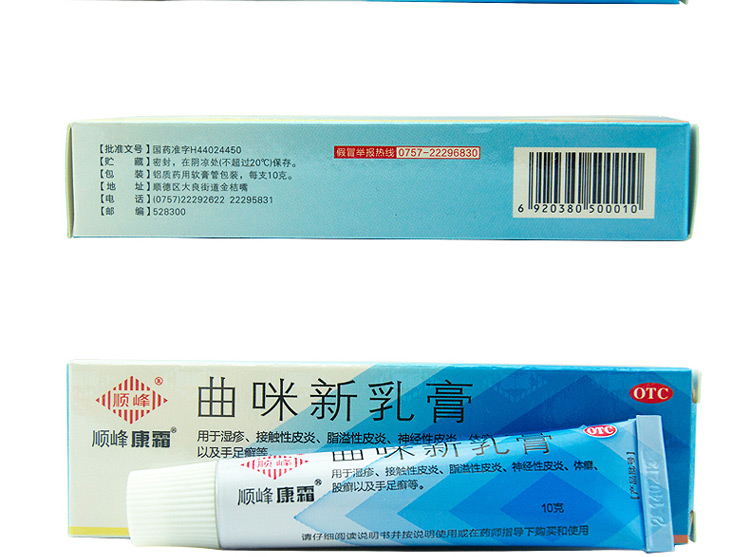 【批准文号】国药准字H44024450
【贮　藏】密封，在阴凉处(不超过20℃)保存。
【包　装】铝质药用软膏管包装，每支10克。
【地　址】顺德区大良街道金桔嘴
【电　话】(0757)22292622 22295831
【邮　编】528300
假冒举报热线 0757-22296830
6 920380 500010
顺峰®
顺峰康霜®
曲咪新乳膏
OTC
用于湿疹、接触性皮炎、脂溢性皮炎、神经性皮炎、体
以及手足癣等。
顺峰
顺峰康霜®
曲咪新乳膏
OTC
用于湿疹、接触性皮炎、脂溢性皮炎、神经性皮炎、体癣、
股癣以及手足癣等。
10克
请仔细阅读说明书并按说明使用或在药师指导下购买和使用
【产品批号】